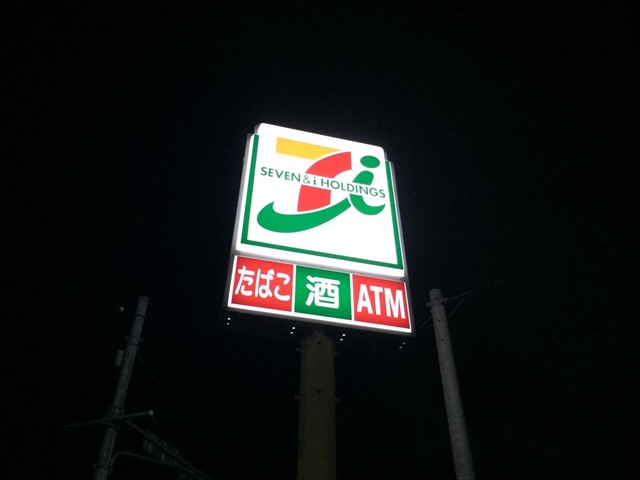 SEVEN & i HOLDINGS
たばこ 酒 ATM